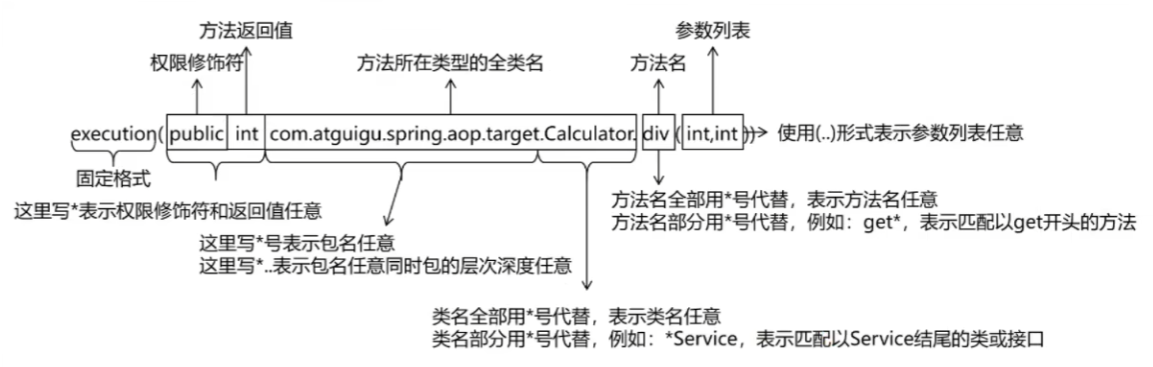 方法返回值
参数列表
权限修饰符
方法所在类型的全类名
方法名
execution(public int com.atguigu.spring.aop.target.Calculator.div(int,int))
使用(..)形式表示参数列表任意
固定格式
这里写*表示权限修饰符和返回值任意
方法名全部用*号代替，表示方法名任意
方法名部分用*号代替，例如：get*，表示匹配以get开头的方法
这里写*号表示包名任意
这里写*..表示包名任意同时包的层次深度任意
类名全部用*号代替，表示类名任意
类名部分用*号代替，例如：*Service，表示匹配以Service结尾的类或接口